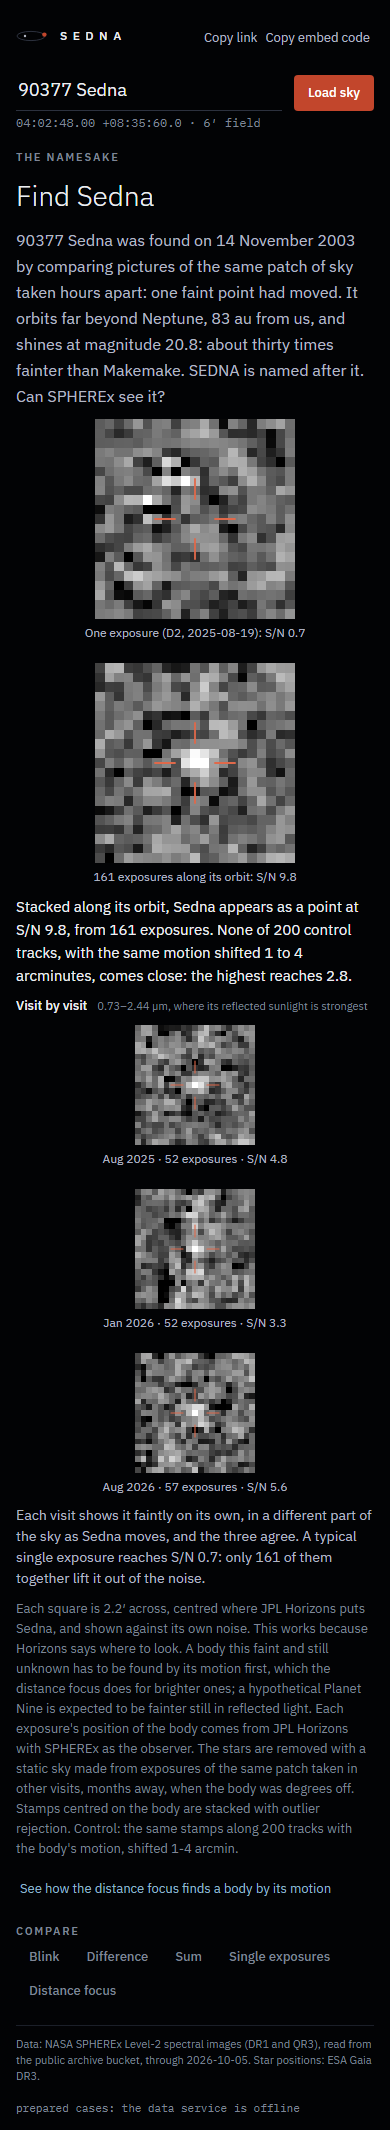 SEDNA
Copy link Copy embed code
90377 Sedna
Load sky
04:02:48.00 +08:35:60.0 · 6′ field
THE NAMESAKE
Find Sedna
90377 Sedna was found on 14 November 2003
by comparing pictures of the same patch of sky
taken hours apart: one faint point had moved. It
orbits far beyond Neptune, 83 au from us, and
shines at magnitude 20.8: about thirty times
fainter than Makemake. SEDNA is named after it.
Can SPHEREx see it?
One exposure (D2, 2025-08-19): S/N 0.7
161 exposures along its orbit: S/N 9.8
Stacked along its orbit, Sedna appears as a point at
S/N 9.8, from 161 exposures. None of 200 control
tracks, with the same motion shifted 1 to 4
arcminutes, comes close: the highest reaches 2.8.
Visit by visit 0.73–2.44 µm, where its reflected sunlight is strongest
Aug 2025 · 52 exposures · S/N 4.8
Jan 2026 · 52 exposures · S/N 3.3
Aug 2026 · 57 exposures · S/N 5.6
Each visit shows it faintly on its own, in a different part of
the sky as Sedna moves, and the three agree. A typical
single exposure reaches S/N 0.7: only 161 of them
together lift it out of the noise.
Each square is 2.2′ across, centred where JPL Horizons puts
Sedna, and shown against its own noise. This works because
Horizons says where to look. A body this faint and still
unknown has to be found by its motion first, which the
distance focus does for brighter ones; a hypothetical Planet
Nine is expected to be fainter still in reflected light. Each
exposure's position of the body comes from JPL Horizons
with SPHEREx as the observer. The stars are removed with a
static sky made from exposures of the same patch taken in
other visits, months away, when the body was degrees off.
Stamps centred on the body are stacked with outlier
rejection. Control: the same stamps along 200 tracks with
the body's motion, shifted 1-4 arcmin.
See how the distance focus finds a body by its motion
COMPARE
Blink Difference Sum Single exposures
Distance focus
Data: NASA SPHEREx Level-2 spectral images (DR1 and QR3), read from
the public archive bucket, through 2026-10-05. Star positions: ESA Gaia
DR3.
prepared cases: the data service is offline